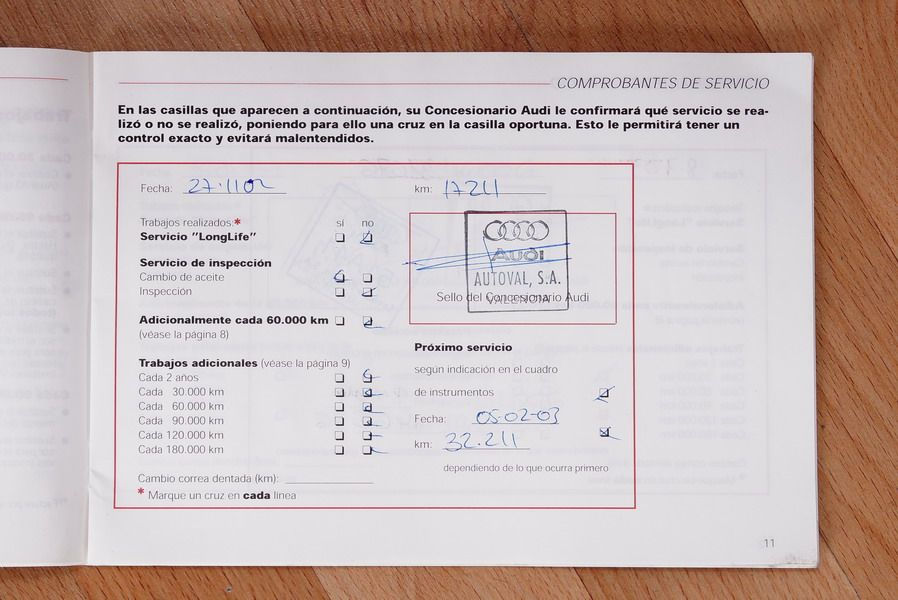 COMPROBANTES DE SERVICIO
En las casillas que aparecen a continuación, su Concesionario Audi le confirmará qué servicio se rea-
lizó o no se realizó, poniendo para ello una cruz en la casilla oportuna. Esto le permitirá tener un
control exacto y evitará malentendidos.
Fecha: 27.11 02
km: 17211
Trabajos realizados:* sí no
Servicio "LongLife"
Servicio de inspección
Cambio de aceite
Inspección
Adicionalmente cada 60.000 km
(véase la página 8)
Trabajos adicionales (véase la página 9)
Cada 2 años
Cada 30.000 km
Cada 60.000 km
Cada 90.000 km
Cada 120.000 km
Cada 180.000 km
Cambio correa dentada (km):
* Marque un cruz en cada línea
Audi
AUTOVAL, S.A.
VALENCIA
Sello del Concesionario Audi
Próximo servicio
según indicación en el cuadro
de instrumentos
Fecha: 05-02-03
km: 32.211
dependiendo de lo que ocurra primero
11